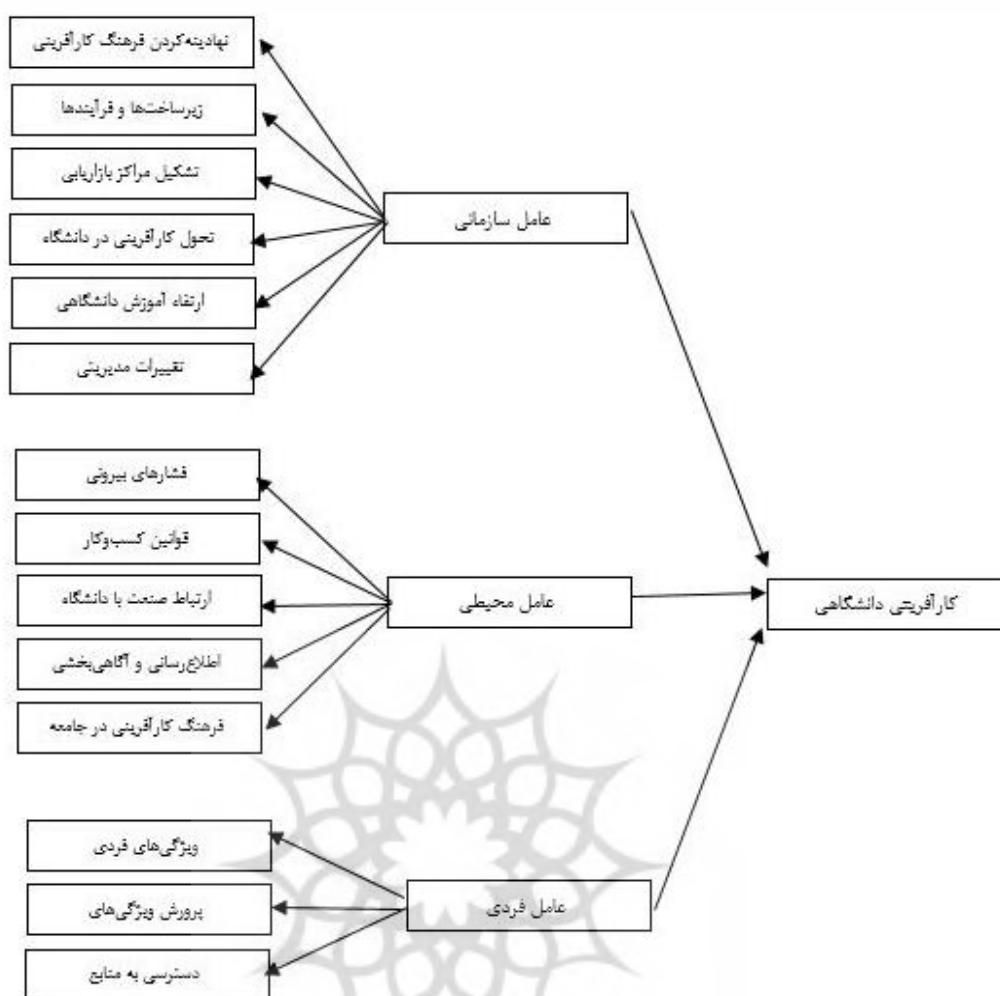 نهادینه‌کردن فرهنگ کارآفرینی
زیرساخت‌ها و فرآیندها
تشکیل مراکز بازاریابی
تحول کارآفرینی در دانشگاه
ارتقاء آموزش دانشگاهی
تغییرات مدیریتی
عامل سازمانی
فشارهای بیرونی
قوانین کسب‌وکار
ارتباط صنعت با دانشگاه
اطلاع‌رسانی و آگاهی‌بخشی
فرهنگ کارآفرینی در جامعه
عامل محیطی
کارآفرینی دانشگاهی
ویژگی‌های فردی
پرورش ویژگی‌های
دسترسی به منابع
عامل فردی